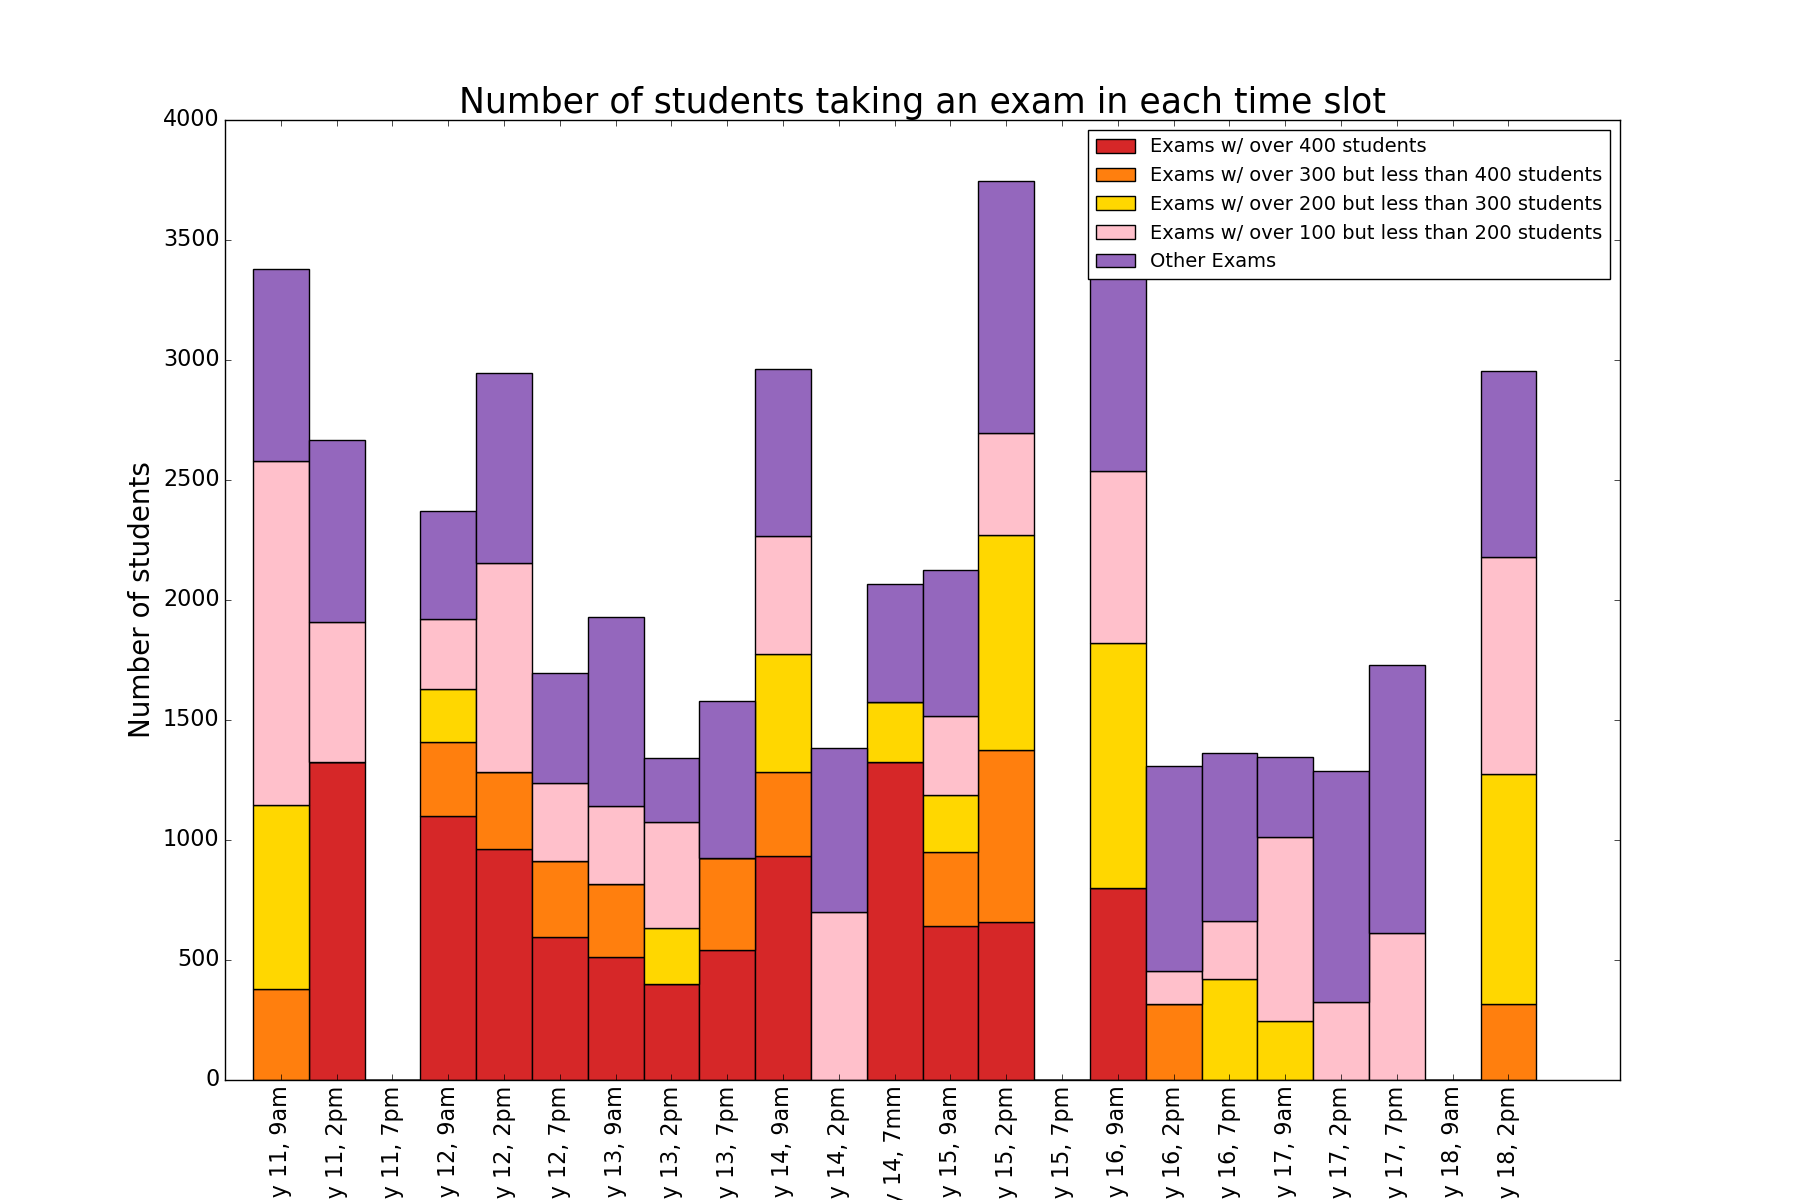 Number of students taking an exam in each time slot
4000
3500
3000
2500
2000
1500
1000
500
0
Number of students
Exams w/ over 400 students
Exams w/ over 300 but less than 400 students
Exams w/ over 200 but less than 300 students
Exams w/ over 100 but less than 200 students
Other Exams
y 11, 9am
y 11, 2pm
y 11, 7pm
y 12, 9am
y 12, 2pm
y 12, 7pm
y 13, 9am
y 13, 2pm
y 13, 7pm
y 14, 9am
y 14, 2pm
y 14, 7mm
y 15, 9am
y 15, 2pm
y 15, 7pm
y 16, 9am
y 16, 2pm
y 16, 7pm
y 17, 9am
y 17, 2pm
y 17, 7pm
y 18, 9am
y 18, 2pm